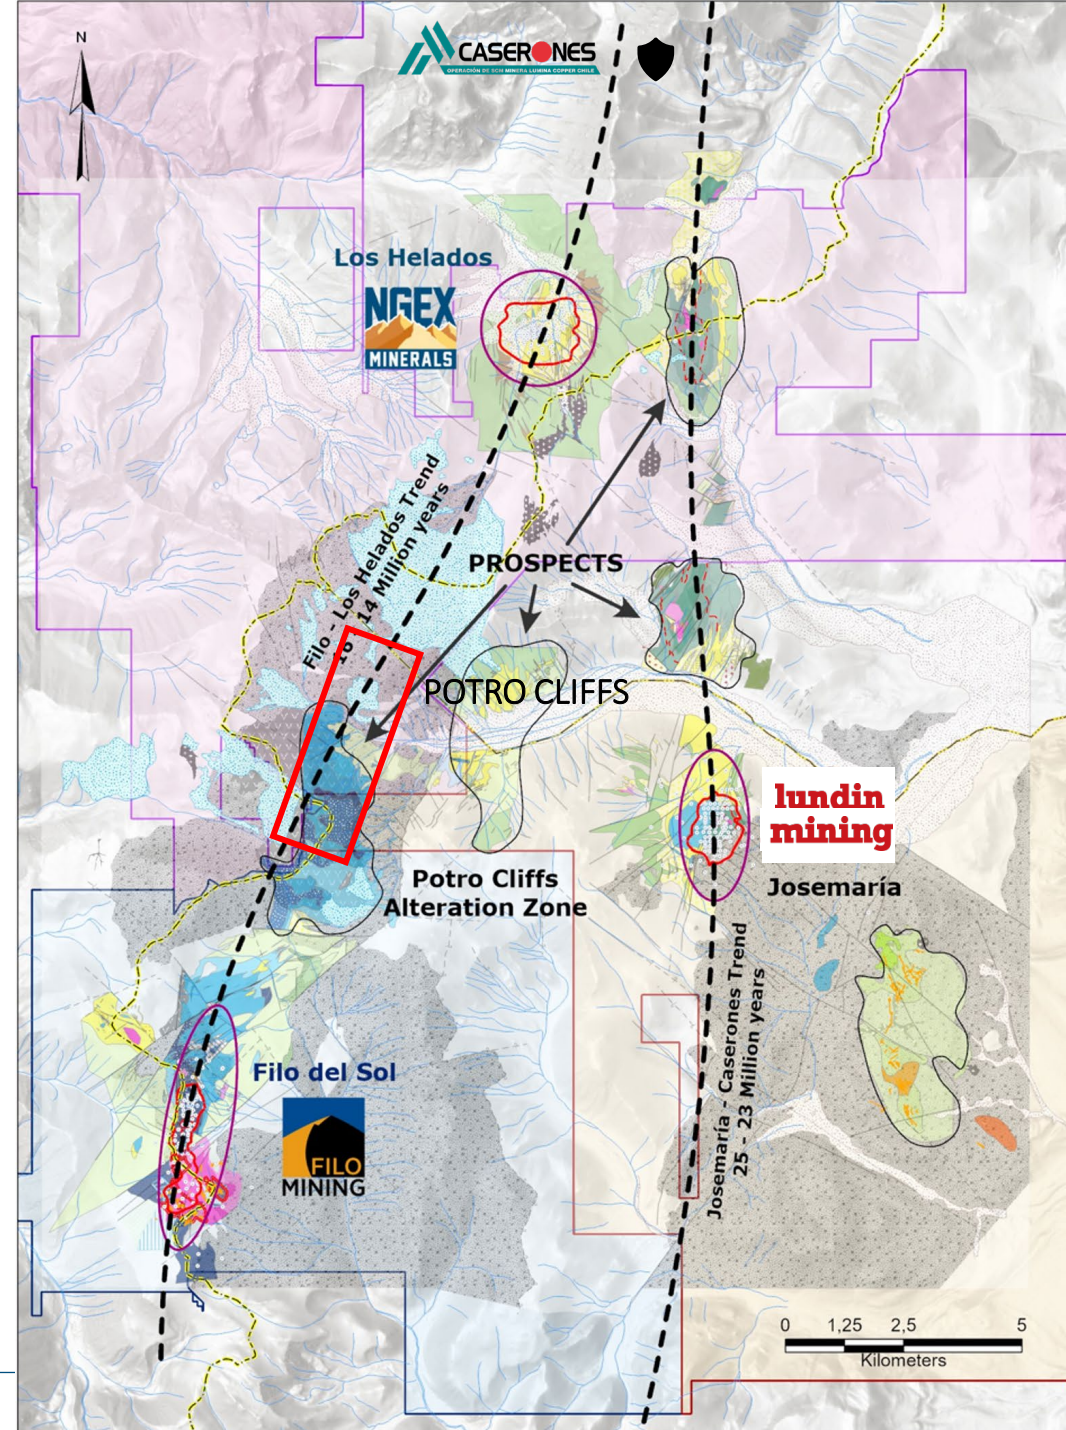 N
CASERONES
OPERACIÓN DE SCM MINERA LUMINA COPPER CHILE
Los Helados
NGEX
MINERALS
Filo - Los Helados Trend
14 Million years
PROSPECTS
POTRO CLIFFS
lundin
mining
Josemaría
Potro Cliffs
Alteration Zone
Josemaría - Caserones Trend
25 - 23 Million years
Filo del Sol
FILO
MINING
0 1,25 2,5 5
Kilometers